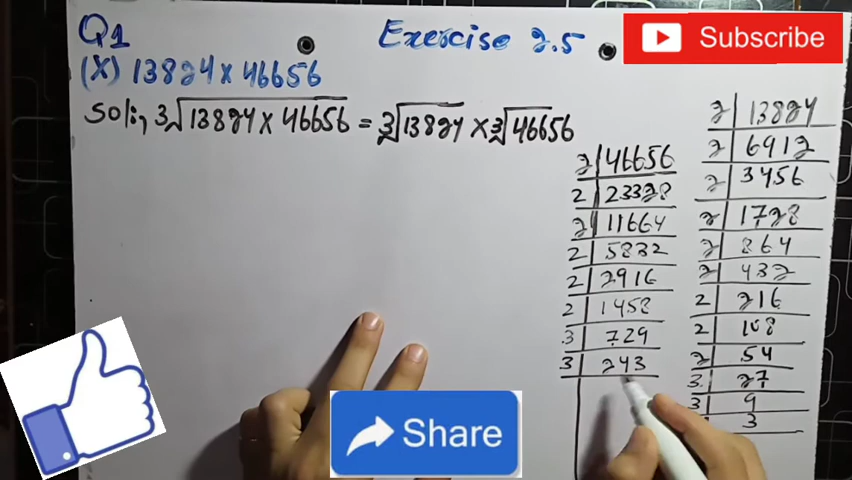 Q1 Exercise 2.5
Subscribe
(X) 13824 x 46656
Sol:, 3√13824 x 46656 = 3√13824 x 3√46656
2 | 46656
2 | 23328
2 | 11664
2 | 5832
2 | 2916
2 | 1458
3 | 729
3 | 243
2 | 13824
2 | 6912
2 | 3456
2 | 1728
2 | 864
2 | 432
2 | 216
2 | 108
2 | 54
3 | 27
3 | 9
3
Share